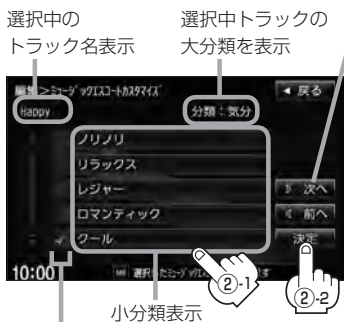 選択中の
トラック名表示
選択中トラックの
大分類を表示
編集>ミュージックエスコートカスタマイズ
◀ 戻る
Happy
分類:気分
ノリノリ
リラックス
レジャー
ロマンティック
クール
次へ
前へ
決定
10:00
②-1
②-2
小分類表示